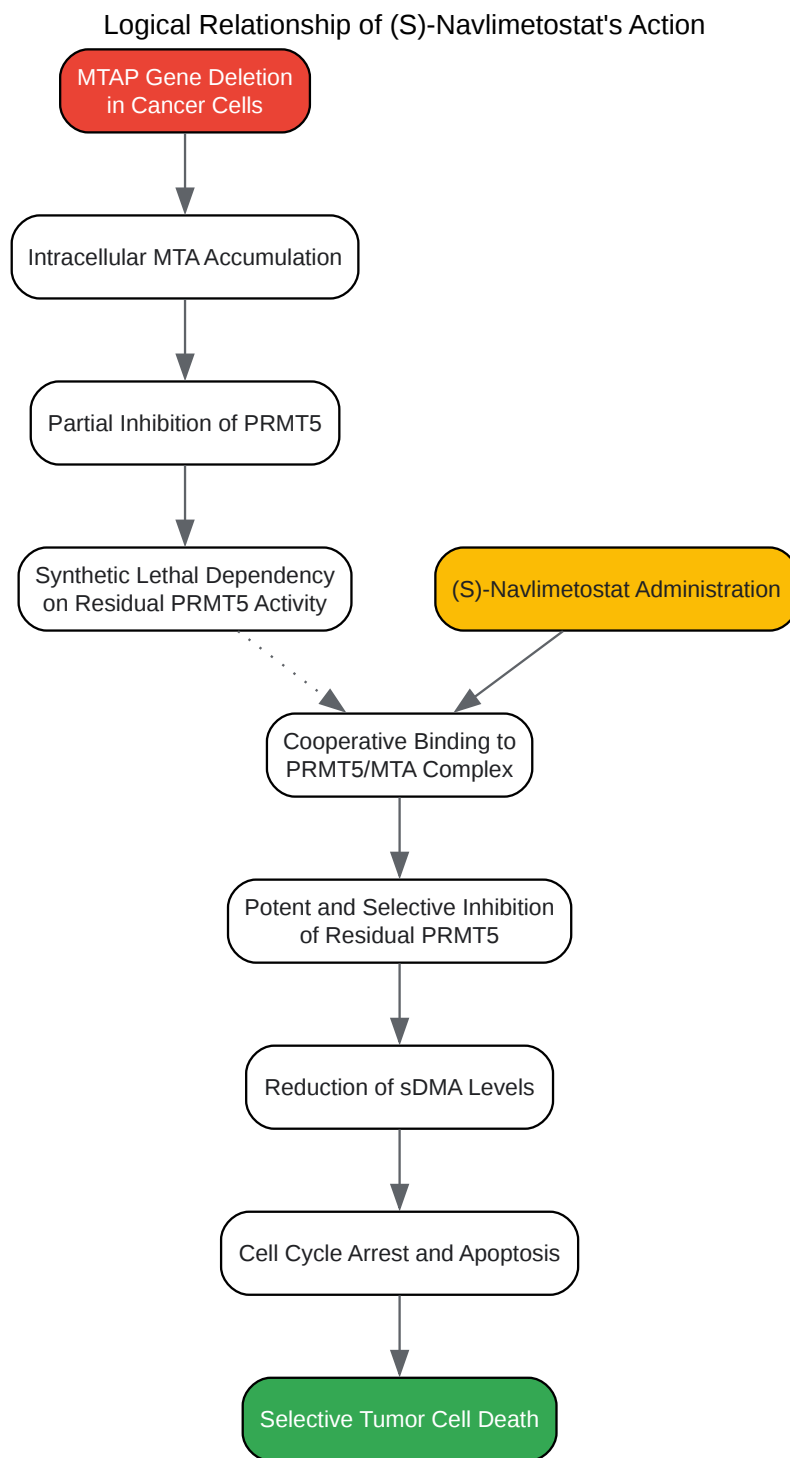 Logical Relationship of (S)-Navlimetostat's Action
MTAP Gene Deletion
in Cancer Cells
Intracellular MTA Accumulation
Partial Inhibition of PRMT5
Synthetic Lethal Dependency
on Residual PRMT5 Activity
(S)-Navlimetostat Administration
Cooperative Binding to
PRMT5/MTA Complex
Potent and Selective Inhibition
of Residual PRMT5
Reduction of sDMA Levels
Cell Cycle Arrest and Apoptosis
Selective Tumor Cell Death